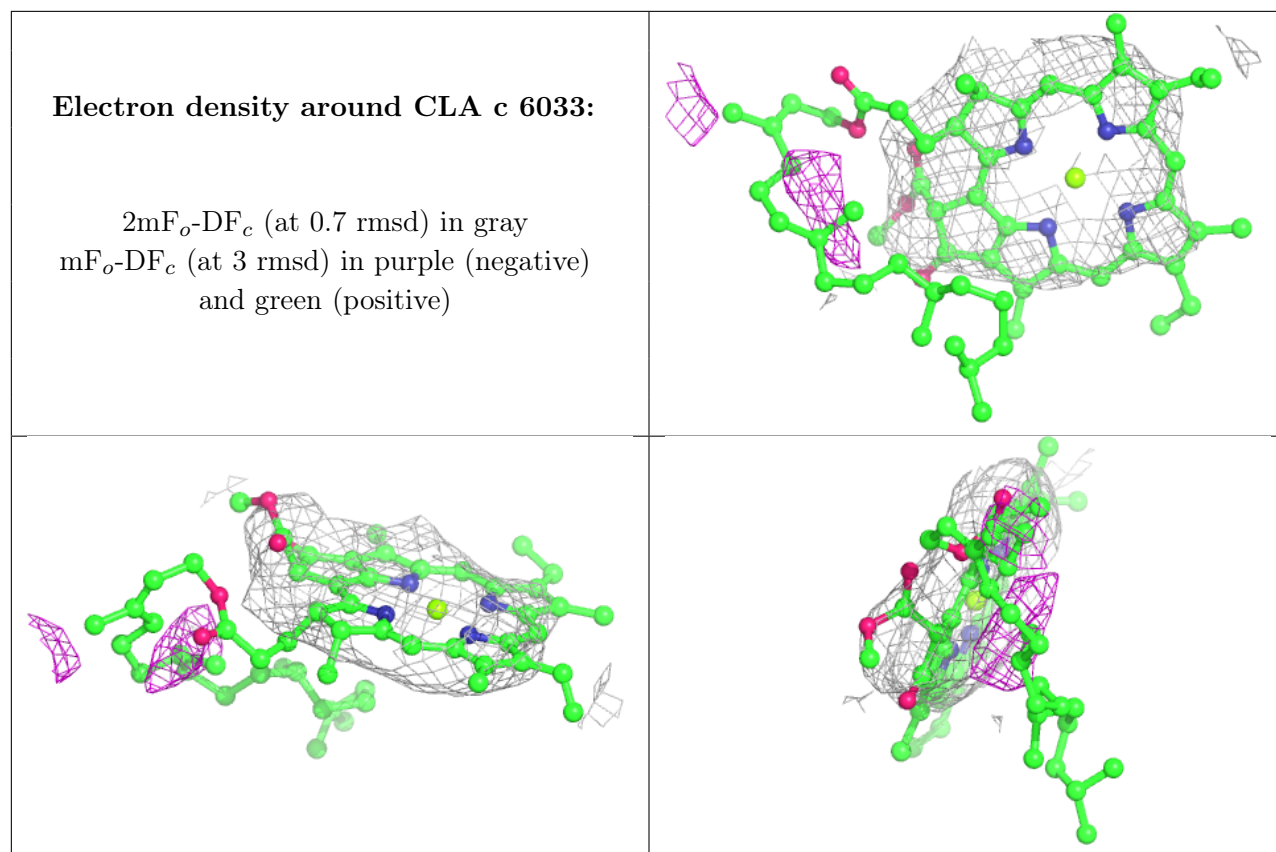 Electron density around CLA c 6033:
2mFo-DFc (at 0.7 rmsd) in gray
mFo-DFc (at 3 rmsd) in purple (negative)
and green (positive)